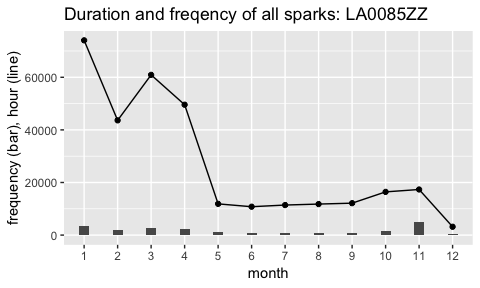 Duration and freqency of all sparks: LA0085ZZ
frequency (bar), hour (line)
60000
40000
20000
0
1 2 3 4 5 6 7 8 9 10 11 12
month